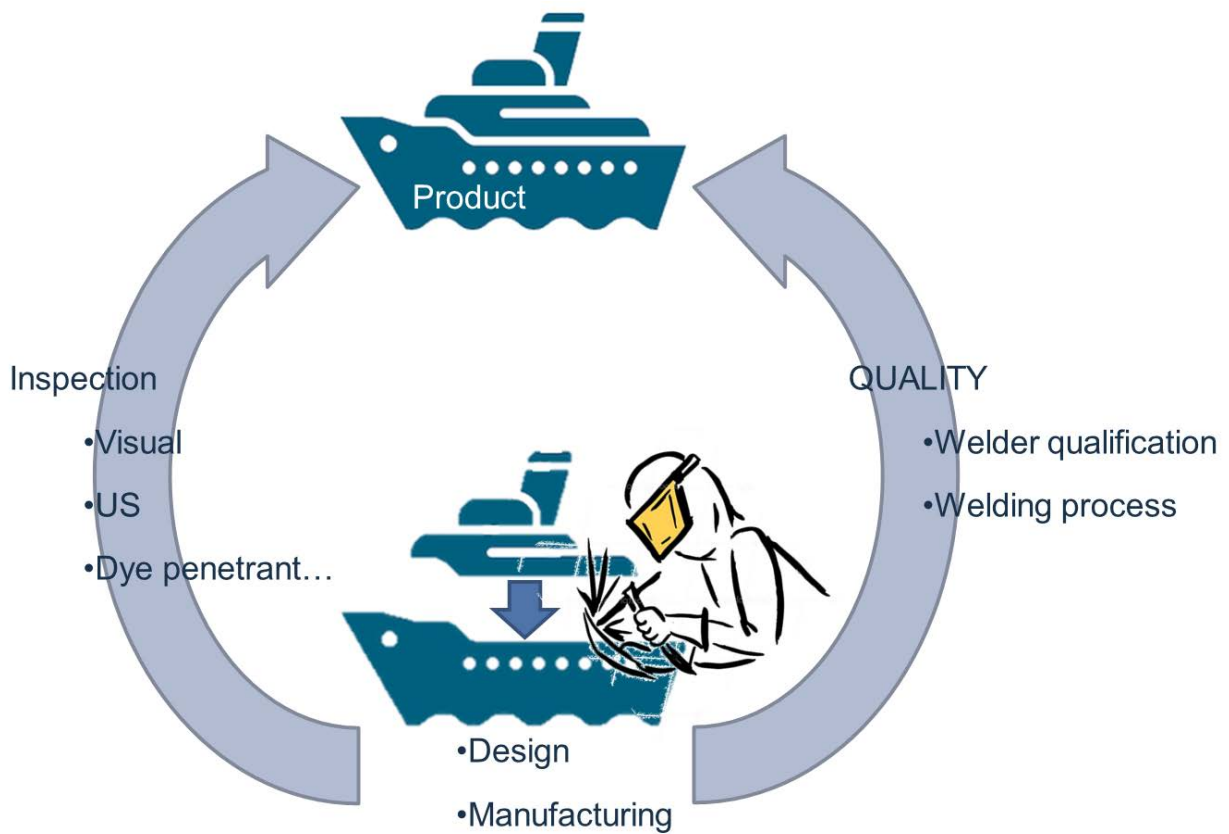 Product
Inspection
•Visual
•US
•Dye penetrant…
QUALITY
•Welder qualification
•Welding process
•Design
•Manufacturing